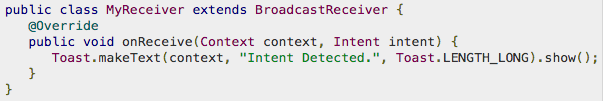 public class MyReceiver extends BroadcastReceiver {
@Override
public void onReceive(Context context, Intent intent) {
Toast.makeText(context, "Intent Detected.", Toast.LENGTH_LONG).show();
}
}